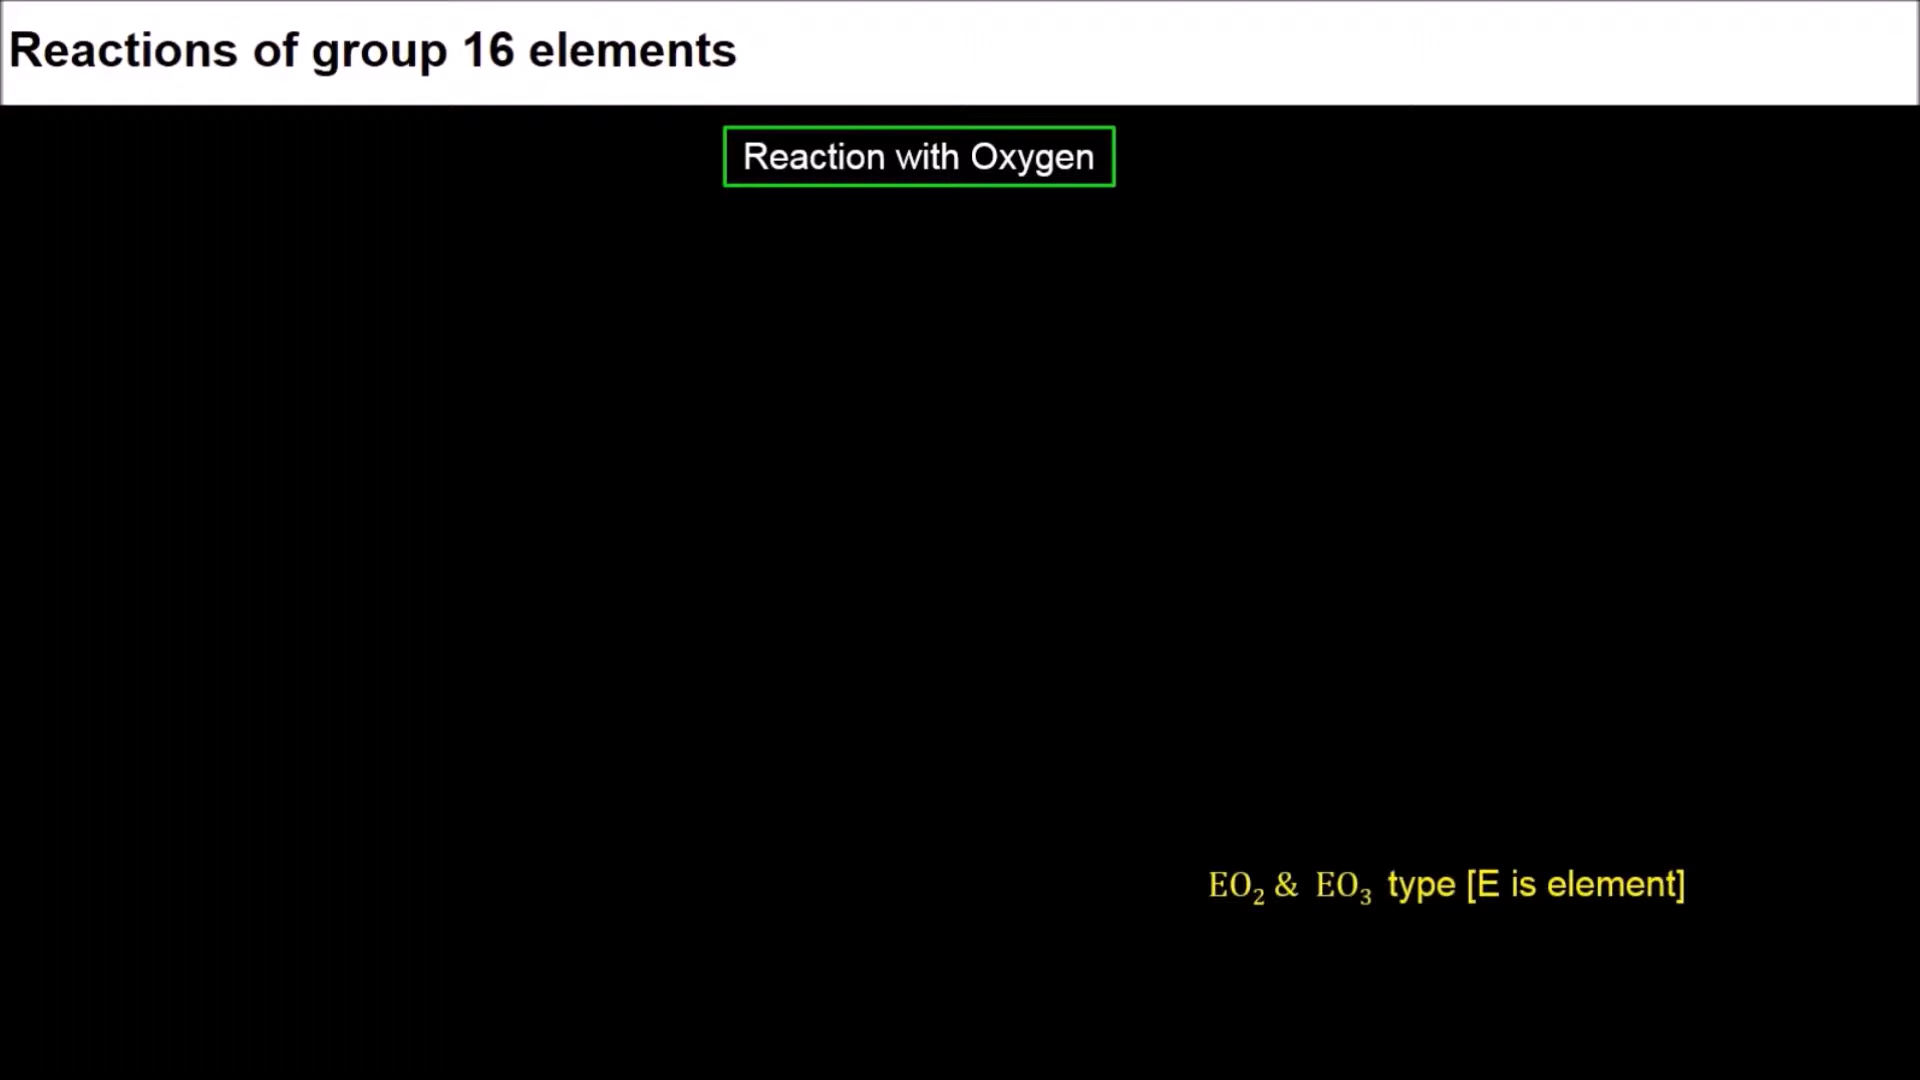 Reactions of group 16 elements
Reaction with Oxygen
EO₂ & EO₃ type [E is element]